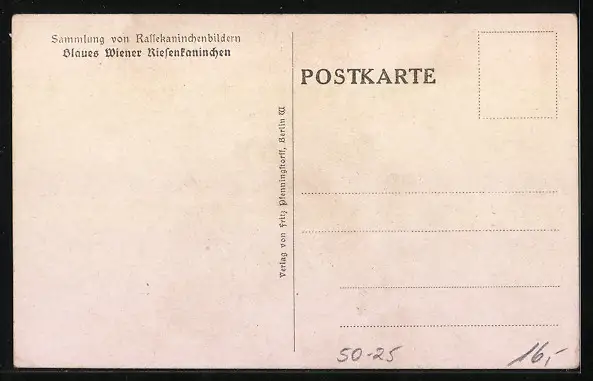 Sammlung von Rassekaninchenbildern
Blaues Wiener Riesenkaninchen
Verlag von Fritz Pfenningstorff, Berlin W
POSTKARTE
50-25
16,-